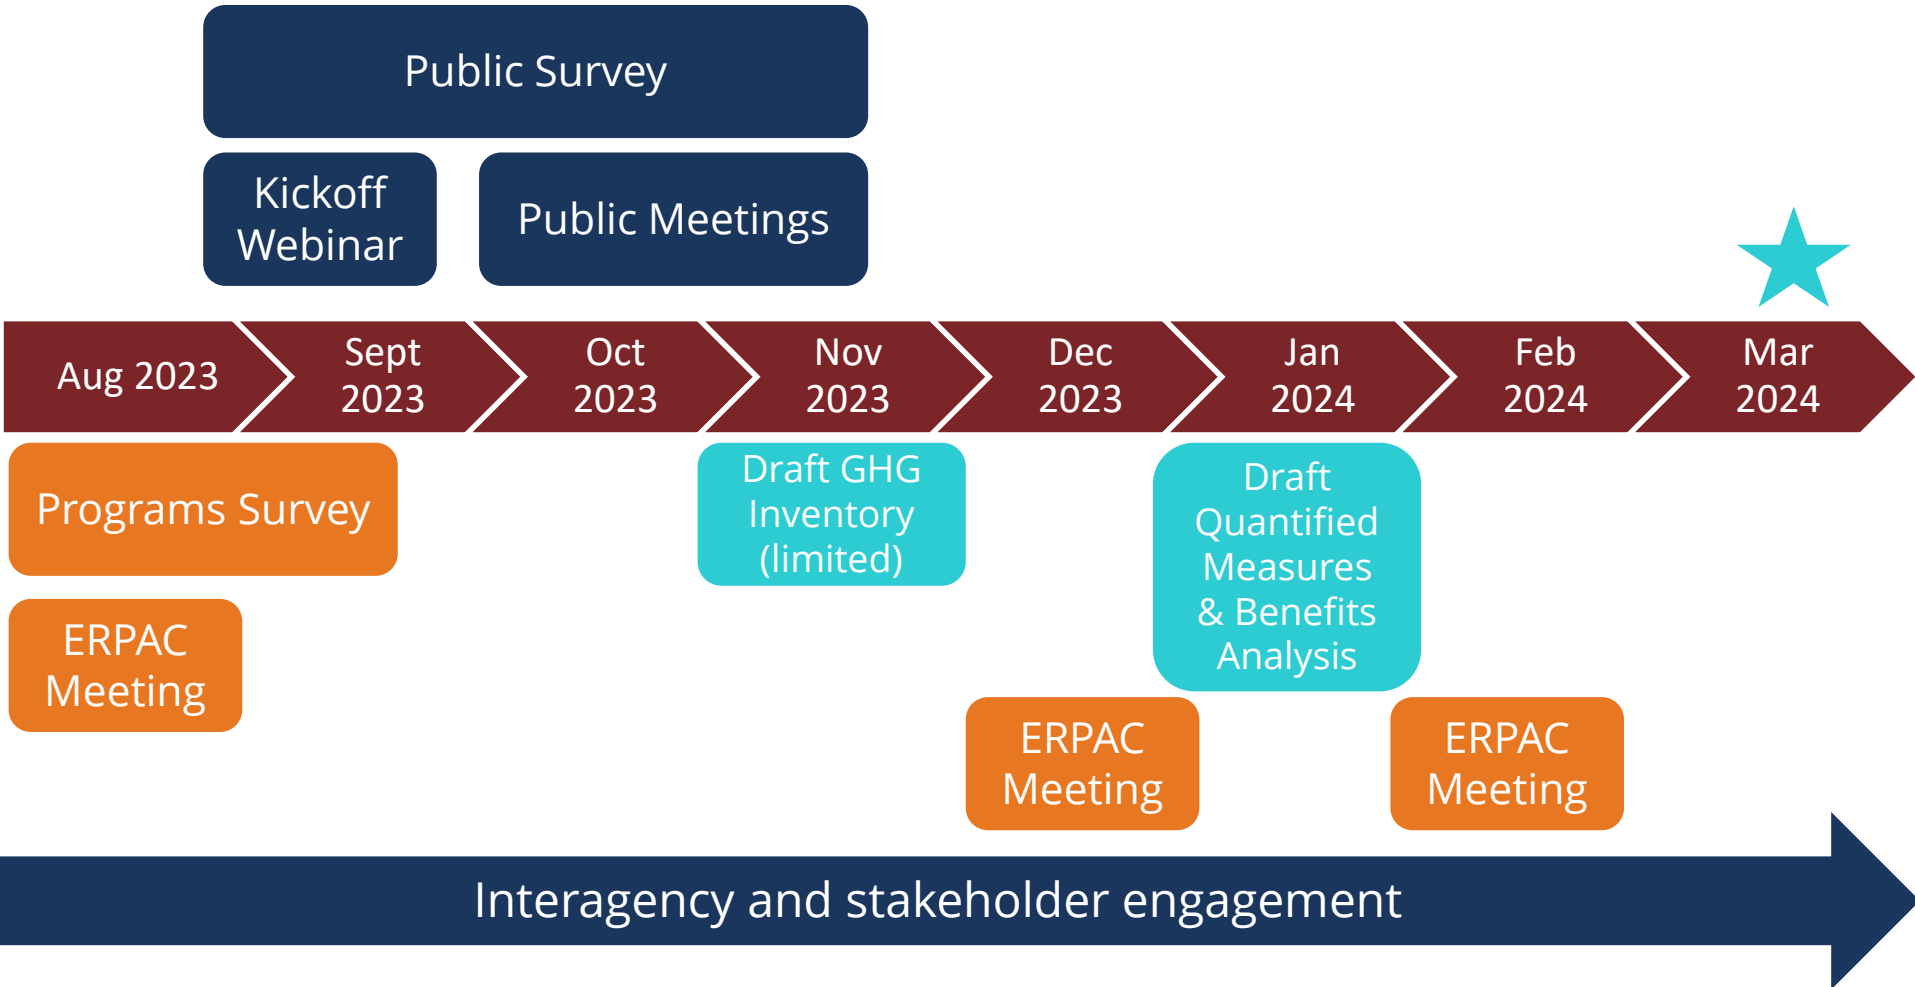 Public Survey
Kickoff
Webinar
Public Meetings
Aug 2023
Sept
2023
Oct
2023
Nov
2023
Dec
2023
Jan
2024
Feb
2024
Mar
2024
Programs Survey
ERPAC
Meeting
Draft GHG
Inventory
(limited)
Draft
Quantified
Measures
& Benefits
Analysis
ERPAC
Meeting
ERPAC
Meeting
Interagency and stakeholder engagement